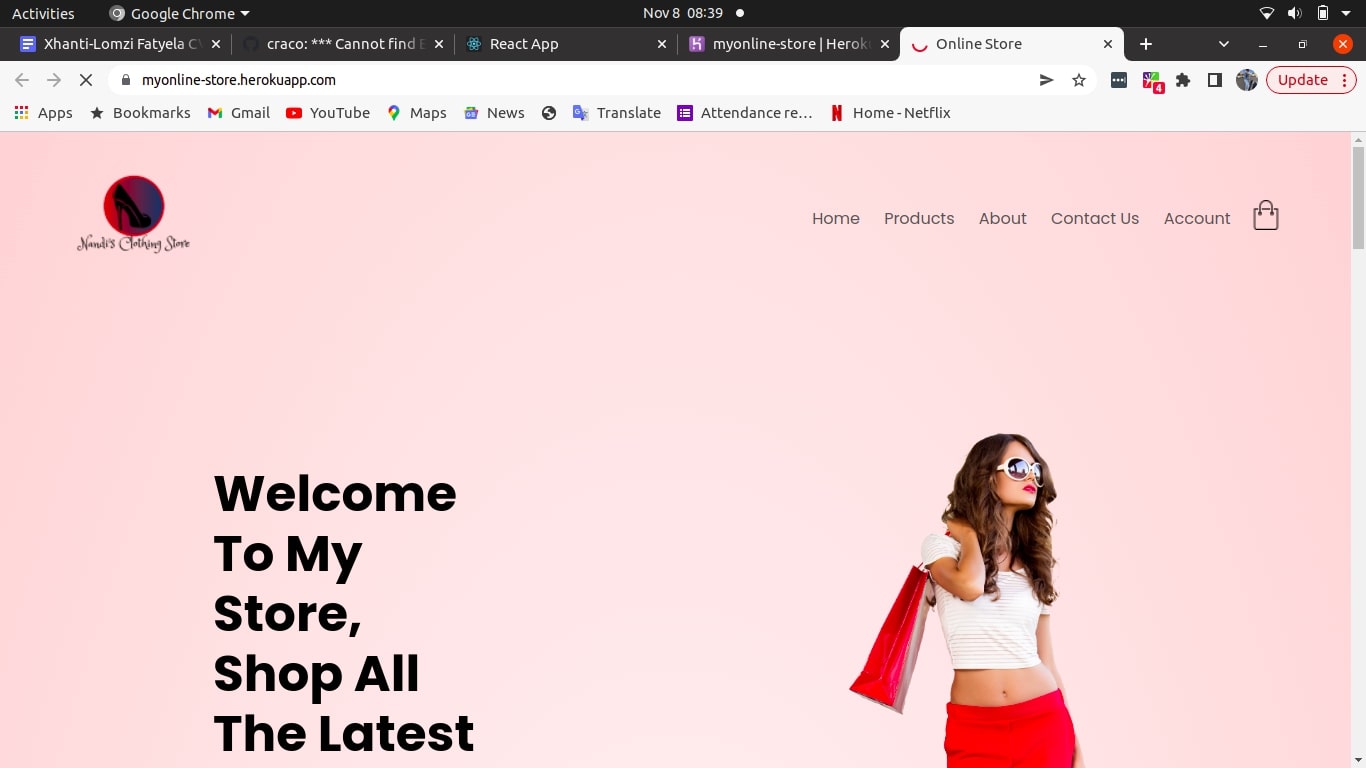 Activities
Google Chrome
Nov 8 08:39
Xhanti-Lomzi Fatyela CV
craco: *** Cannot find E
React App
myonline-store | Herok
Online Store
myonline-store.herokuapp.com
4
Update
Apps
Bookmarks
Gmail
YouTube
Maps
News
Translate
Attendance re...
Home - Netflix
Nandi's Clothing Store
Home
Products
About
Contact Us
Account
Welcome
To My
Store,
Shop All
The Latest